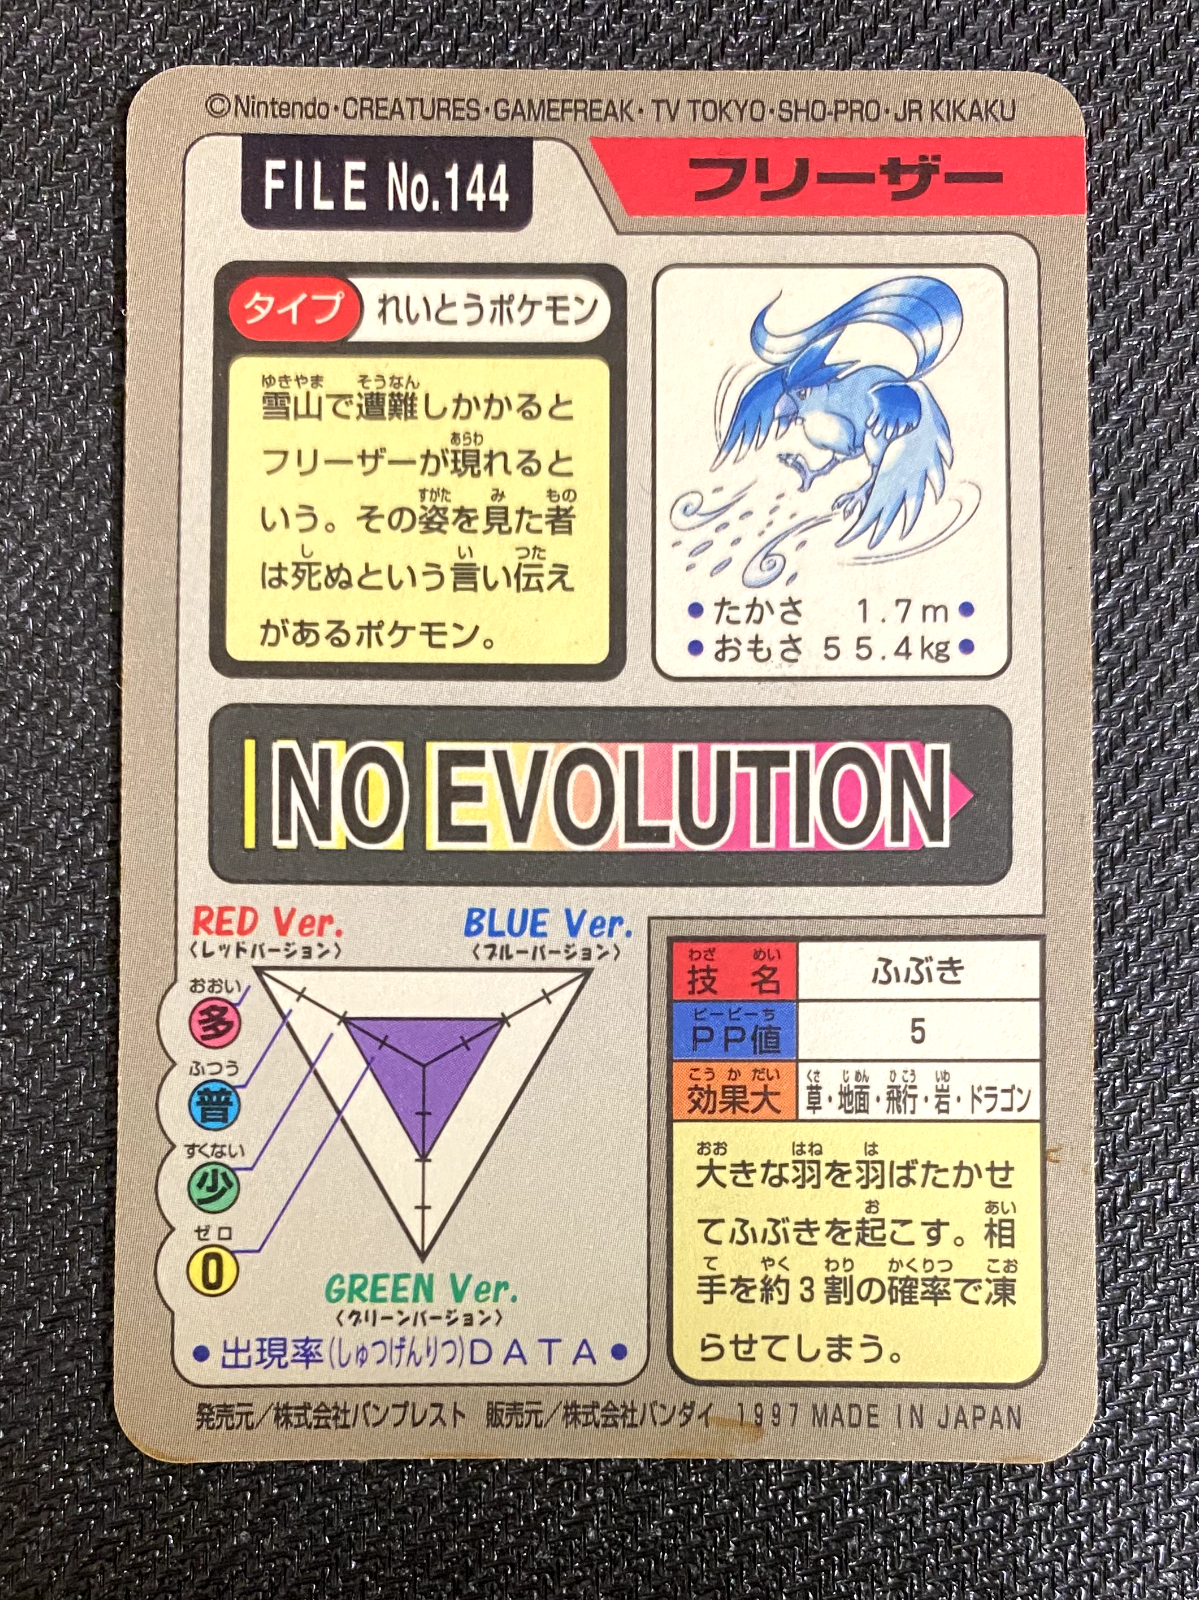 ©Nintendo・CREATURES・GAMEFREAK・TV TOKYO・SHO-PRO・JR KIKAKU
FILE No.144
フリーザー
タイプ れいとうポケモン
ゆきやま そうなん
雪山で遭難しかかると
あらわ
フリーザーが現れると
すがた み もの
いう。その姿を見た者
し い つた
は死ぬという言い伝え
があるポケモン。
●たかさ 1.7m●
●おもさ 55.4kg●
NO EVOLUTION
RED Ver.
〈レッドバージョン〉
BLUE Ver.
〈ブルーバージョン〉
おおい
多
ふつう
普
すくない
少
ゼロ
0
GREEN Ver.
〈グリーンバージョン〉
●出現率(しゅつげんりつ)DATA●
わざ めい
技名 ふぶき
ピーピーち
PP値 5
こうかだい
効果大
くさ じめん ひこう いわ
草・地面・飛行・岩・ドラゴン
おお はね は
大きな羽を羽ばたかせ
お あい
てふぶきを起こす。相
て やく わり かくりつ こお
手を約3割の確率で凍
らせてしまう。
発売元/株式会社バンプレスト 販売元/株式会社バンダイ 1997 MADE IN JAPAN